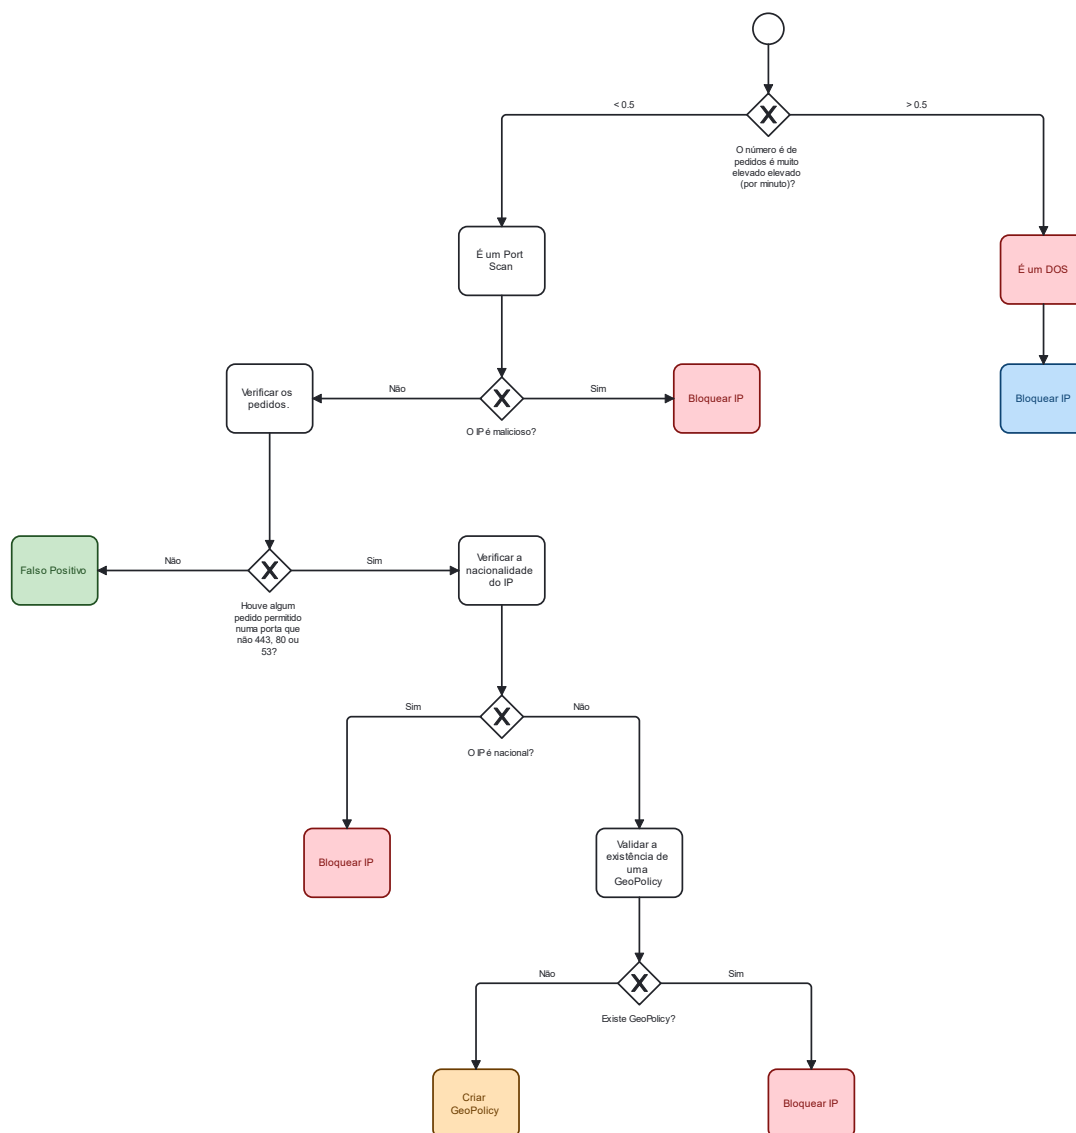 < 0.5
> 0.5
O número é de
pedidos é muito
elevado elevado
(por minuto)?
É um Port
Scan
É um DOS
Verificar os
pedidos.
Não
Sim
Bloquear IP
Bloquear IP
O IP é malicioso?
Falso Positivo
Não
Sim
Verificar a
nacionalidade
do IP
Houve algum
pedido permitido
numa porta que
não 443, 80 ou
53?
Sim
Não
O IP é nacional?
Bloquear IP
Validar a
existência de
uma
GeoPolicy
Não
Sim
Existe GeoPolicy?
Criar
GeoPolicy
Bloquear IP